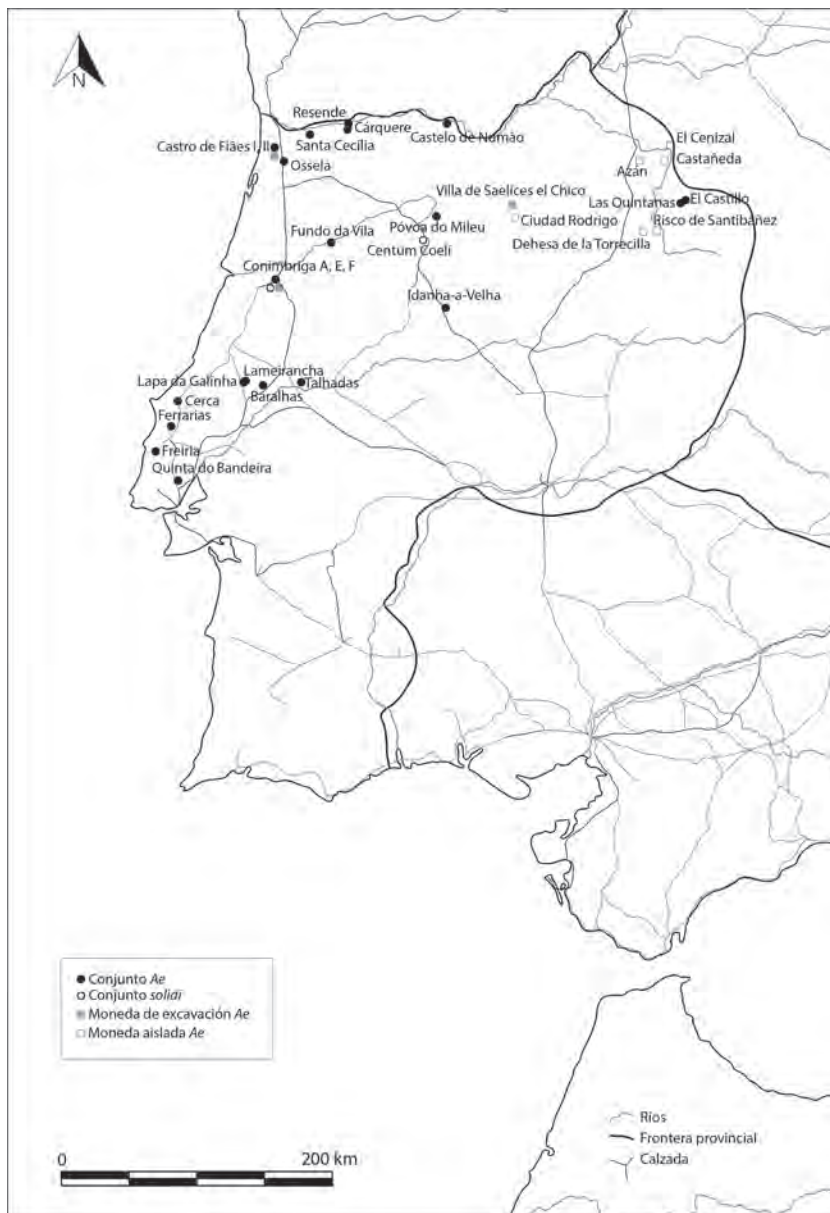 N
Resende
Cárquere
Castelo de Numão
Santa Cecília
Castro de Fiães I, II
Ossela
El Cenizal
Azán
Castañeda
Villa de Saelices el Chico
Las Quintanas
El Castillo
Póvoa do Mileu
Ciudad Rodrigo
Risco de Santibáñez
Fundo da Vila
Centum Coeli
Dehesa de la Torrecilla
Conimbriga A, E, F
Idanha-a-Velha
Lameirancha
Lapa da Galinha
Talhadas
Baralhas
Cerca
Ferrarias
Freiria
Quinta do Bandeira
Conjunto Ae
Conjunto solidi
Moneda de excavación Ae
Moneda aislada Ae
Ríos
Frontera provincial
Calzada
0 200 km